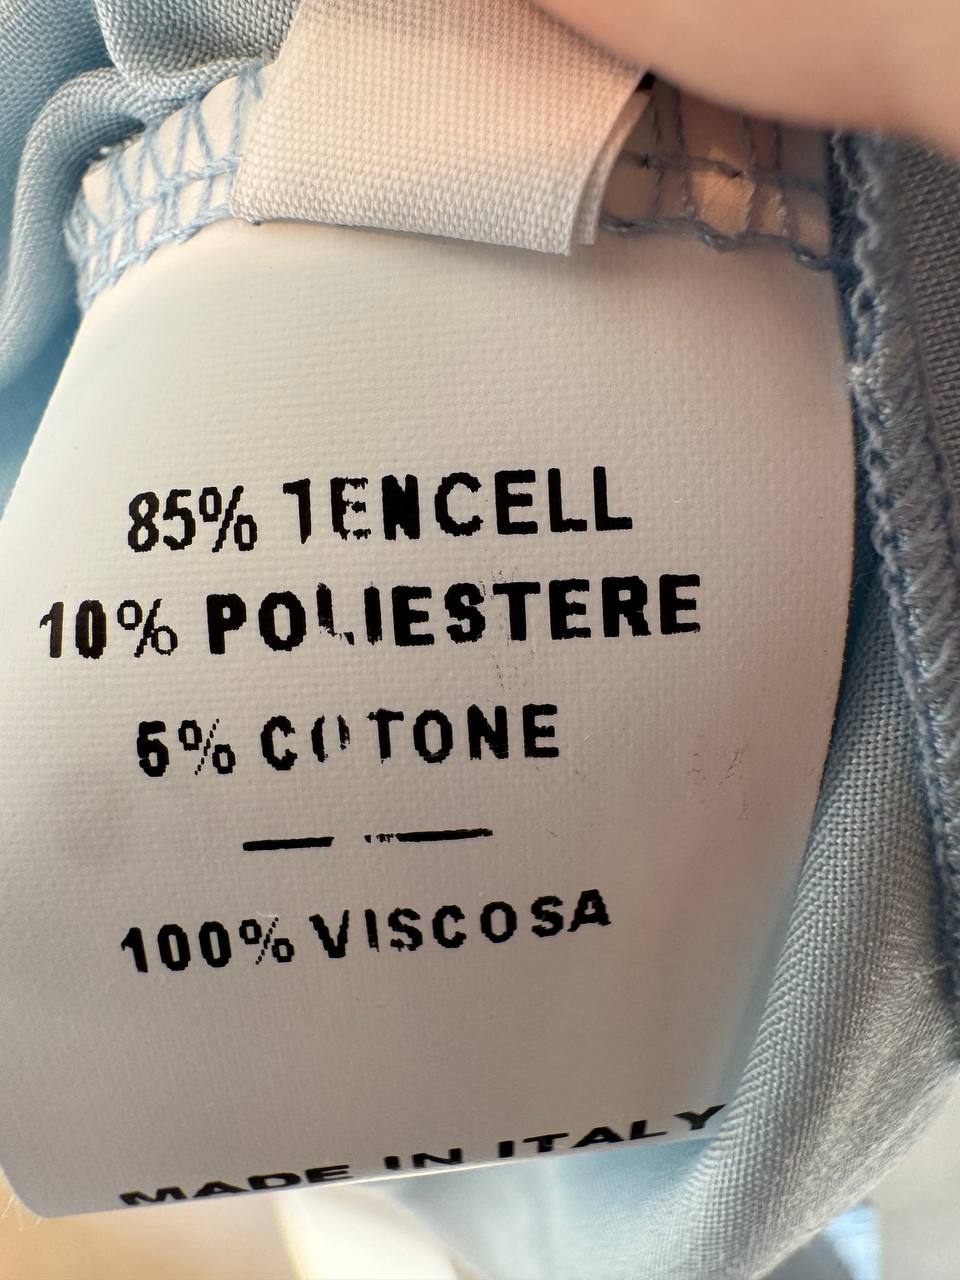 85% TENCELL
10% POLIESTERE
5% COTONE
100% VISCOSA
MADE IN ITALY